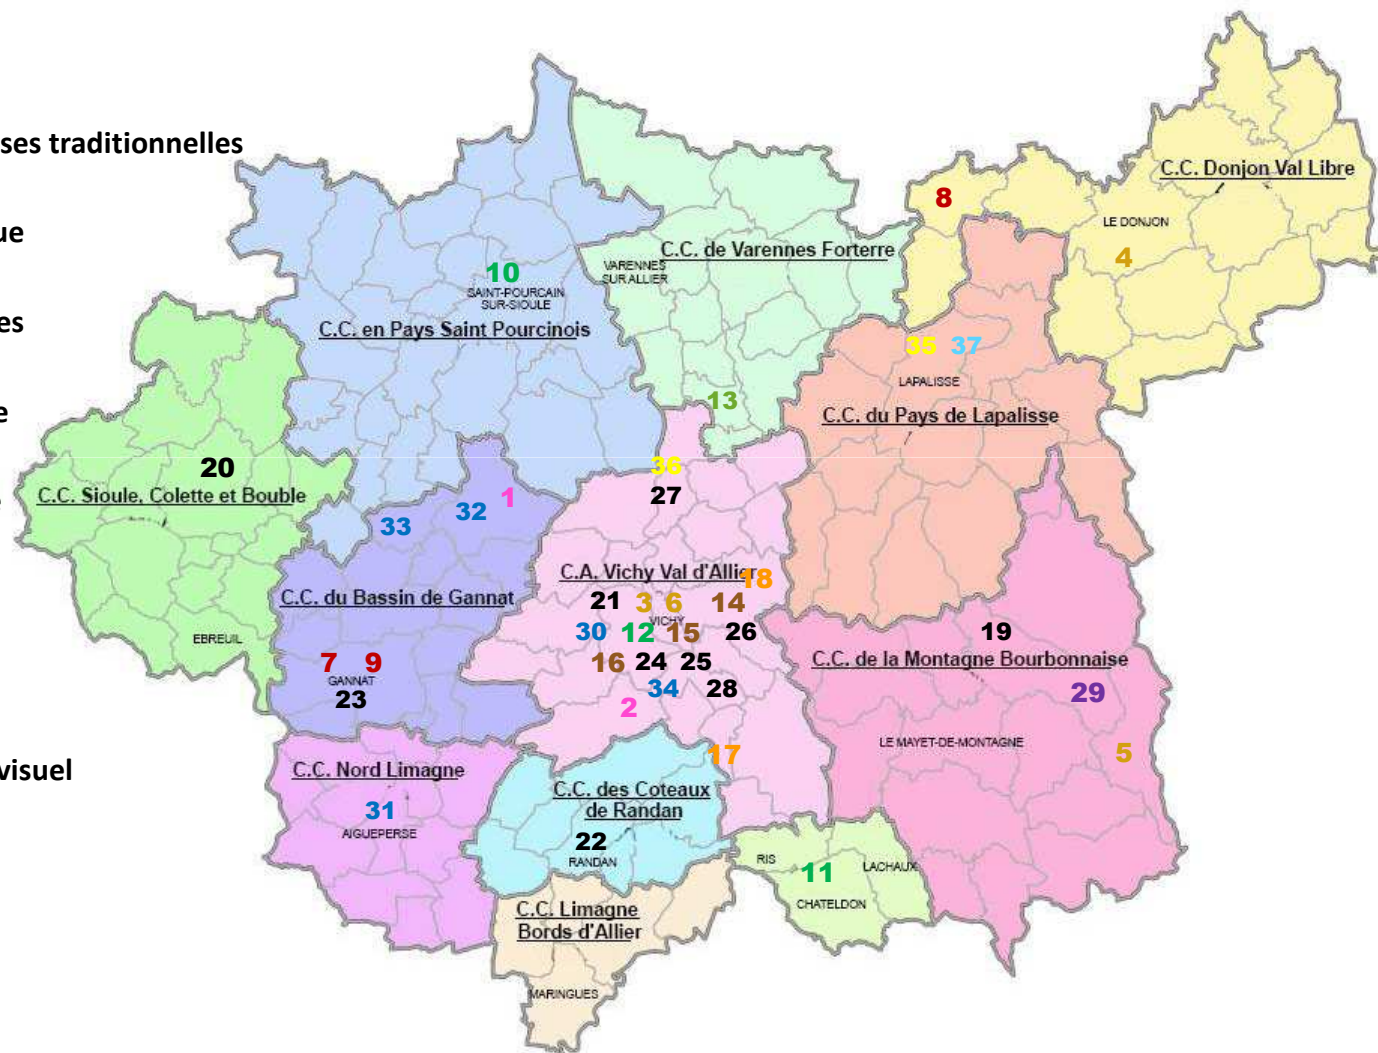 ses traditionnelles
C.C. Donjon Val Libre
8
LE DONJON
ue
C.C. de Varennes Forterre
4
VARENNES
SUR ALLIER
10
SAINT-POURCAIN
SUR-SIOULE
es
C.C. en Pays Saint Pourcinois
35 37
LAPALISSE
13
e
C.C. du Pays de Lapalisse
36
20
27
C.C. Sioule, Colette et Bouble
1
32
33
C.A. Vichy Val d'Allier
18
C.C. du Bassin de Gannat
21 3 6 14
VICHY
30 12 15 26
19
EBREUIL
7 9
16 24 25
C.C. de la Montagne Bourbonnaise
GANNAT
34 28
29
23
2
LE MAYET-DE-MONTAGNE
17
5
visuel
C.C. Nord Limagne
C.C. des Coteaux
de Randan
31
AIGUEPERSE
22
RANDAN
RIS
LACHAUX
11
CHATELDON
C.C. Limagne
Bords d'Allier
MARINGUES